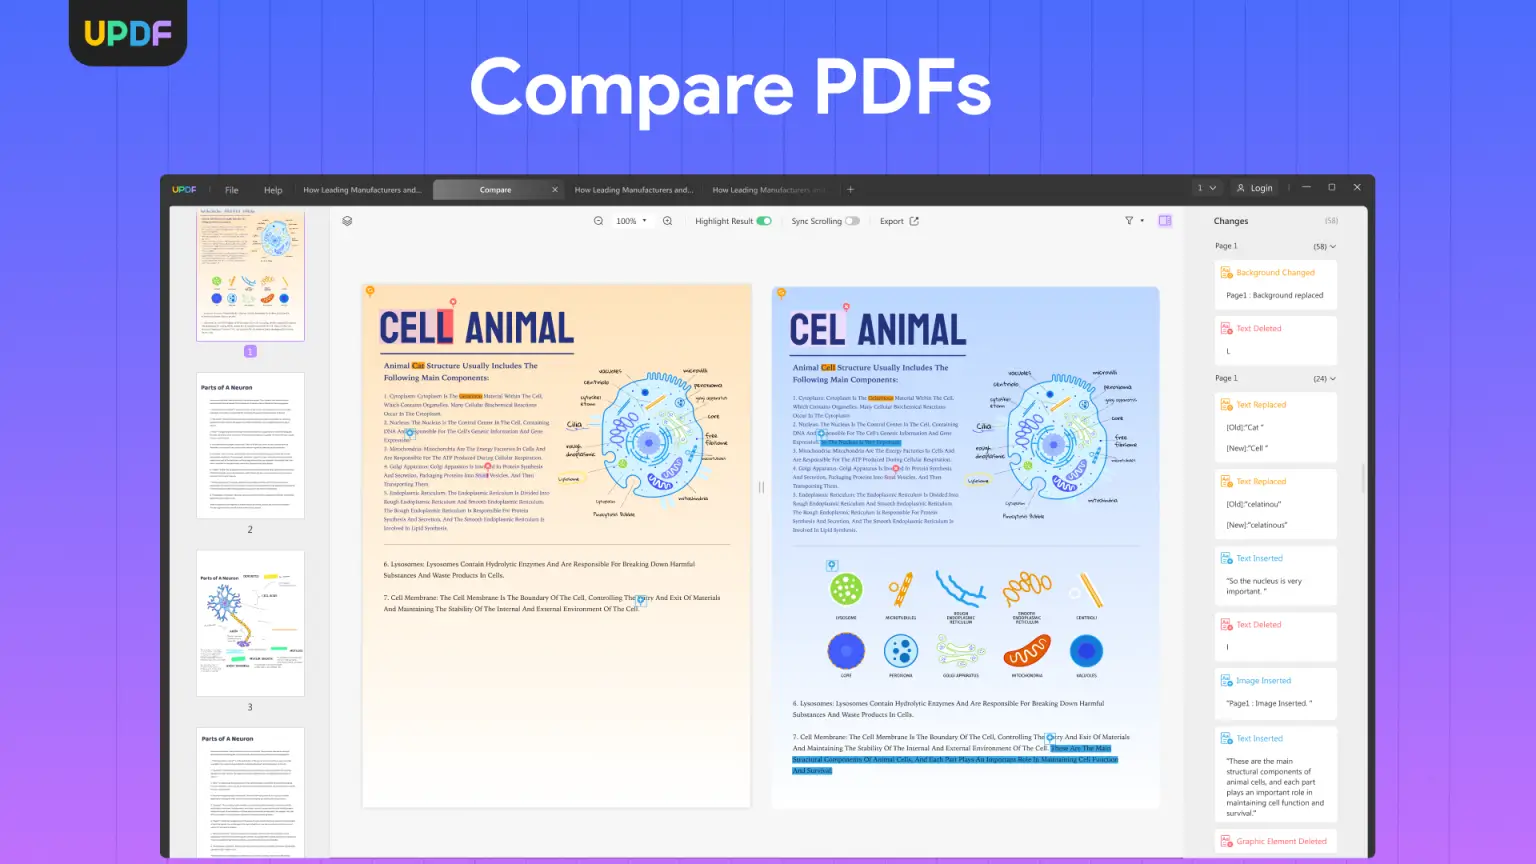 UPDF
Compare PDFs
UPDF
File
Help
How Leading Manufacturers and...
Compare
How Leading Manufacturers and...
How Leading Manufacturers and
1
Login
100%
Highlight Result
Sync Scrolling
Export
1
Parts of A Neuron
2
Parts of A Neuron
3
Parts of A Neuron
CELL ANIMAL
Animal Cat Structure Usually Includes The
Following Main Components:
1. Cytoplasm: Cytoplasm Is The Material Within The Cell,
Which Contains Organelles. Many Cellular Biochemical Reactions
Occur In The Cytoplasm.
2. Nucleus: The Nucleus Is The Control Center In The Cell, Containing
DNA And Responsible For The Cell's Genetic Information And Gene
Expression.
3. Mitochondria: Mitochondria Are The Energy Factories In Cells And
Are Responsible For The ATP Produced During Cellular Respiration.
4. Golgi Apparatus: Golgi Apparatus Is Involved In Protein Synthesis
And Secretion, Packaging Proteins Into Small Vesicles, And Then
Transporting Them.
5. Endoplasmic Reticulum: The Endoplasmic Reticulum Is Divided Into
Rough Endoplasmic Reticulum And Smooth Endoplasmic Reticulum.
The Rough Endoplasmic Reticulum Is Responsible For Protein
Synthesis And Secretion, And The Smooth Endoplasmic Reticulum Is
Involved In Lipid Synthesis.
vacuoles
microvilli
centriole
peroxisome
Cilia
core
free
rough
Lysosome
mitochondria
6. Lysosomes: Lysosomes Contain Hydrolytic Enzymes And Are Responsible For Breaking Down Harmful
Substances And Waste Products In Cells.
7. Cell Membrane: The Cell Membrane Is The Boundary Of The Cell, Controlling The Entry And Exit Of Materials
And Maintaining The Stability Of The Internal And External Environment Of The Cell.
CEL ANIMAL
Animal Cell Structure Usually Includes The
Following Main Components:
1. Cytoplasm: Cytoplasm Is The Material Within The Cell,
Which Contains Organelles. Many Cellular Biochemical Reactions
Occur In The Cytoplasm.
2. Nucleus: The Nucleus Is The Control Center In The Cell, Containing
DNA And Responsible For The Cell's Genetic Information And Gene
Expression. So The Nucleus Is Very Important.
3. Mitochondria: Mitochondria Are The Energy Factories In Cells And
Are Responsible For The ATP Produced During Cellular Respiration.
4. Golgi Apparatus: Golgi Apparatus Is Involved In Protein Synthesis
And Secretion, Packaging Proteins Into Small Vesicles, And Then
Transporting Them.
5. Endoplasmic Reticulum: The Endoplasmic Reticulum Is Divided Into
Rough Endoplasmic Reticulum And Smooth Endoplasmic Reticulum.
The Rough Endoplasmic Reticulum Is Responsible For Protein
Synthesis And Secretion, And The Smooth Endoplasmic Reticulum Is
Involved In Lipid Synthesis.
vacuoles
microvilli
centriole
peroxisome
Cilia
core
free
rough
Lysosome
mitochondria
LYSOSOME
MICROTUBULES
ROUGH
ENDOPLASMIC
RETICULUM
SMOOTH
ENDOPLASMIC
RETICULUM
CENTRIOLI
CORE
PEROXISOMA
GOLGI APPARATUS
MITOCHONDRIA
6. Lysosomes: Lysosomes Contain Hydrolytic Enzymes And Are Responsible For Breaking Down Harmful
Substances And Waste Products In Cells.
7. Cell Membrane: The Cell Membrane Is The Boundary Of The Cell, Controlling The Entry And Exit Of Materials
And Maintaining The Stability Of The Internal And External Environment Of The Cell. These Are The Main
Structural Components Of Animal Cells, And Each Part Plays An Important Role In Maintaining Cell Function
And Survival.
Changes (58)
Page 1 (58)
Background Changed
Page1 : Background replaced
Text Deleted
L
Page 1 (24)
Text Replaced
[Old]:"Cat "
[New]:"Cell "
Text Replaced
[Old]:"celatinou"
[New]:"celatinous"
Text Inserted
"So the nucleus is very
important. "
Text Deleted
l
Image Inserted
"Page1 : Image Inserted. "
Text Inserted
"These are the main
structural components of
animal cells, and each part
plays an important role in
maintaining cell function and
survival."
Graphic Element Deleted